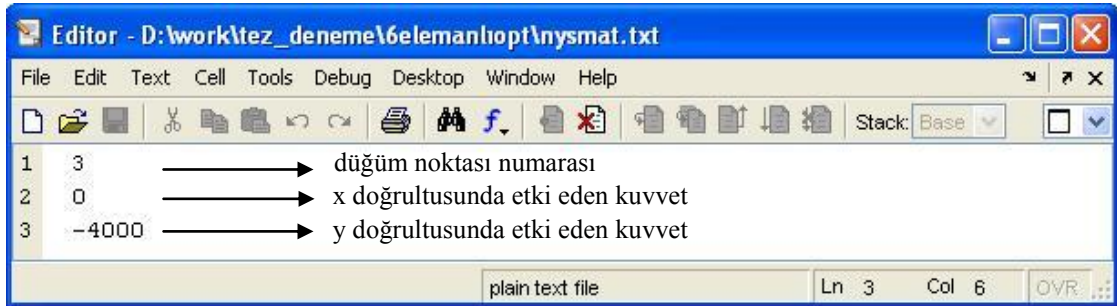 Editor - D:\work\tez_deneme\6elemanlıopt\nysmat.txt
File Edit Text Cell Tools Debug Desktop Window Help
Stack: Base
1 3 düğüm noktası numarası
2 0 x doğrultusunda etki eden kuvvet
3 -4000 y doğrultusunda etki eden kuvvet
plain text file Ln 3 Col 6 OVR